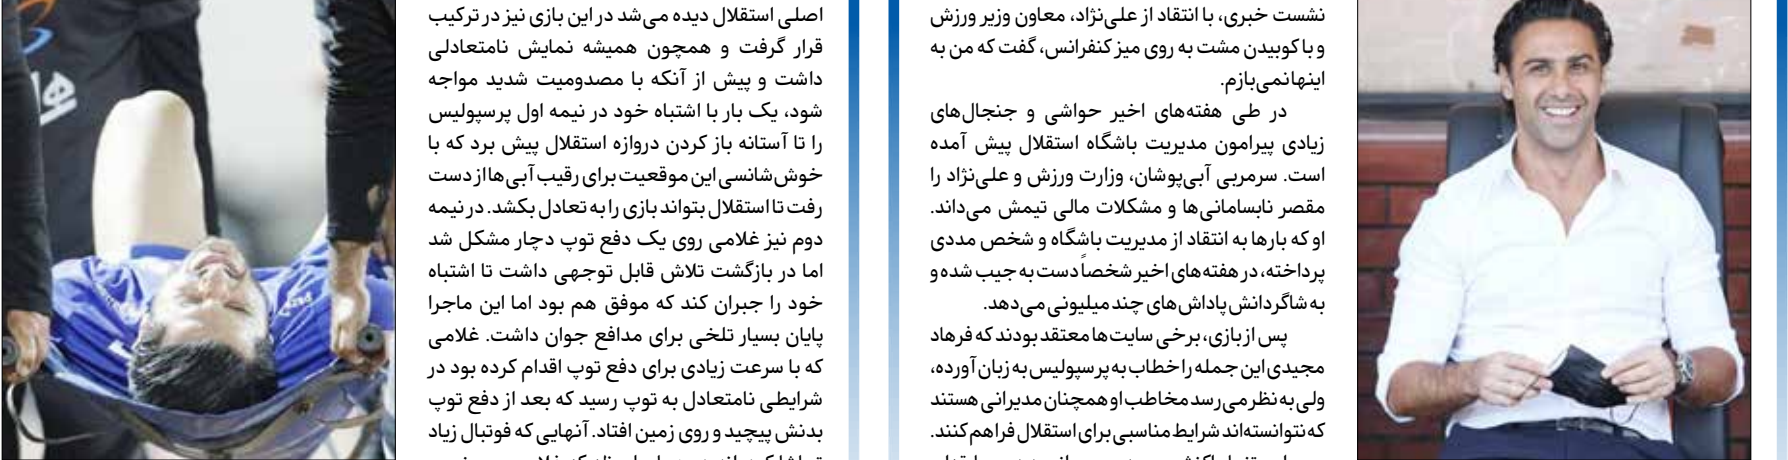 نشست خبری، با انتقاد از علی‌نژاد، معاون وزیر ورزش
و با کوبیدن مشت به روی میز کنفرانس، گفت که من به
اینها نمی‌بازم.
در طی هفته‌های اخیر حواشی و جنجال‌های
زیادی پیرامون مدیریت باشگاه استقلال پیش آمده
است. سرمربی آبی‌پوشان، وزارت ورزش و علی‌نژاد را
مقصر نابسامانی‌ها و مشکلات مالی تیمش می‌داند.
او که بارها به انتقاد از مدیریت باشگاه و شخص مددی
پرداخته، در هفته‌های اخیر شخصاً دست به جیب شده و
به شاگردانش پاداش‌های چند میلیونی می‌دهد.
پس از بازی، برخی سایت‌ها معتقد بودند که فرهاد
مجیدی این جمله را خطاب به پرسپولیس به زبان آورده،
ولی به نظر می‌رسد مخاطب او همچنان مدیرانی هستند
که نتوانسته‌اند شرایط مناسبی برای استقلال فراهم کنند.
اصلی استقلال دیده می‌شد در این بازی نیز در ترکیب
قرار گرفت و همچون همیشه نمایش نامتعادلی
داشت و پیش از آنکه با مصدومیت شدید مواجه
شود، یک بار با اشتباه خود در نیمه اول پرسپولیس
را تا آستانه باز کردن دروازه استقلال پیش برد که با
خوش‌شانسی این موقعیت برای رقیب آبی‌ها از دست
رفت تا استقلال بتواند بازی را به تعادل بکشد. در نیمه
دوم نیز غلامی روی یک دفع توپ دچار مشکل شد
اما در بازگشت تلاش قابل توجهی داشت تا اشتباه
خود را جبران کند که موفق هم بود اما این ماجرا
پایان بسیار تلخی برای مدافع جوان داشت. غلامی
که با سرعت زیادی برای دفع توپ اقدام کرده بود در
شرایطی نامتعادل به توپ رسید که بعد از دفع توپ
بدنش پیچید و روی زمین افتاد. آنهایی که فوتبال زیاد